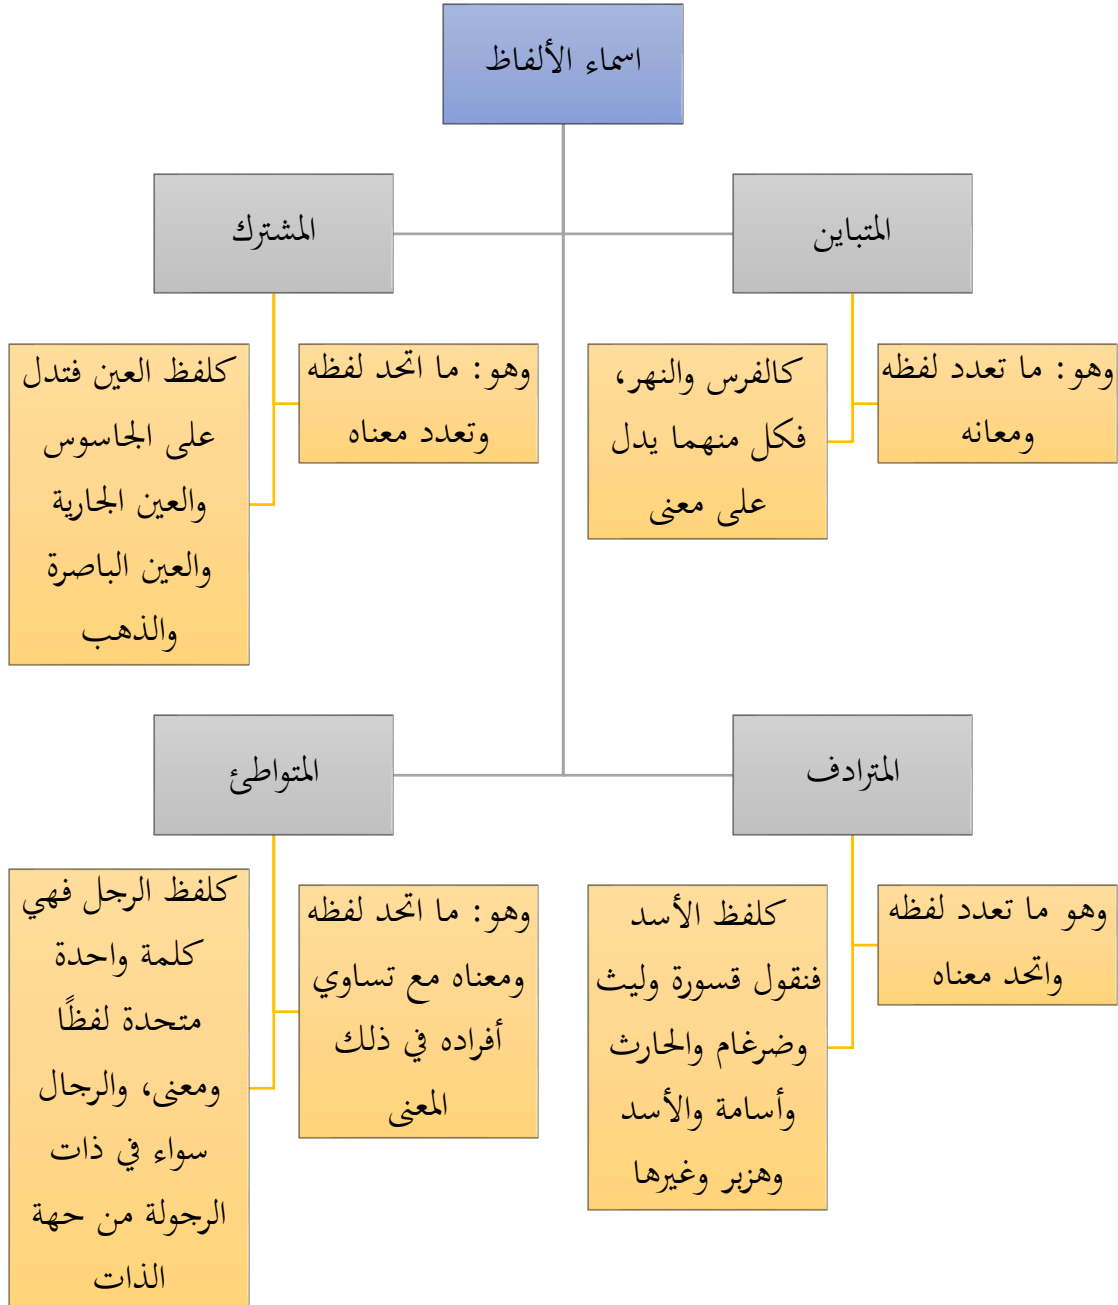 اسماء الألفاظ
المتباين
وهو: ما تعدد لفظه
ومعانه
كالفرس والنهر،
فكل منهما يدل
على معنى
المشترك
وهو: ما اتحد لفظه
وتعدد معناه
كلفظ العين فتدل
على الجاسوس
والعين الجارية
والعين الباصرة
والذهب
المترادف
وهو ما تعدد لفظه
واتحد معناه
كلفظ الأسد
فنقول قسورة وليث
وضرغام والحارث
وأسامة والأسد
وهزبر وغيرها
المتواطئ
وهو: ما اتحد لفظه
ومعناه مع تساوي
أفراده في ذلك
المعنى
كلفظ الرجل فهي
كلمة واحدة
متحدة لفظًا
ومعنى، والرجال
سواء في ذات
الرجولة من حهة
الذات